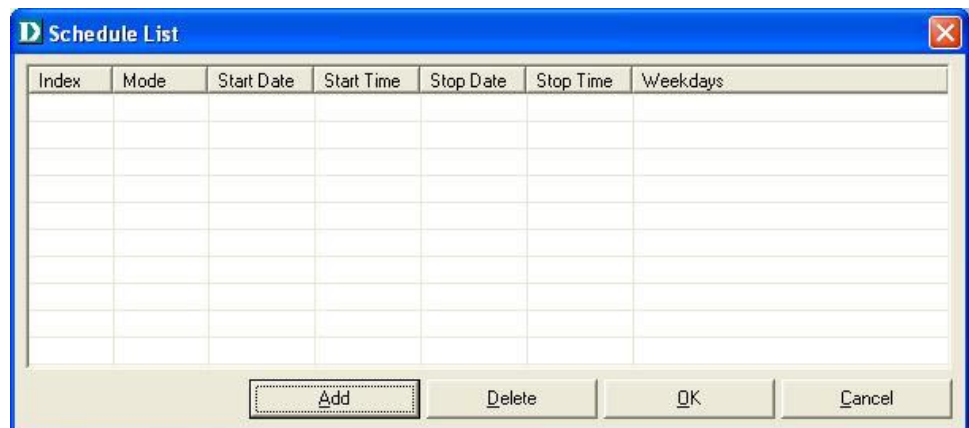 D Schedule List
Index Mode Start Date Start Time Stop Date Stop Time Weekdays
Add Delete OK Cancel